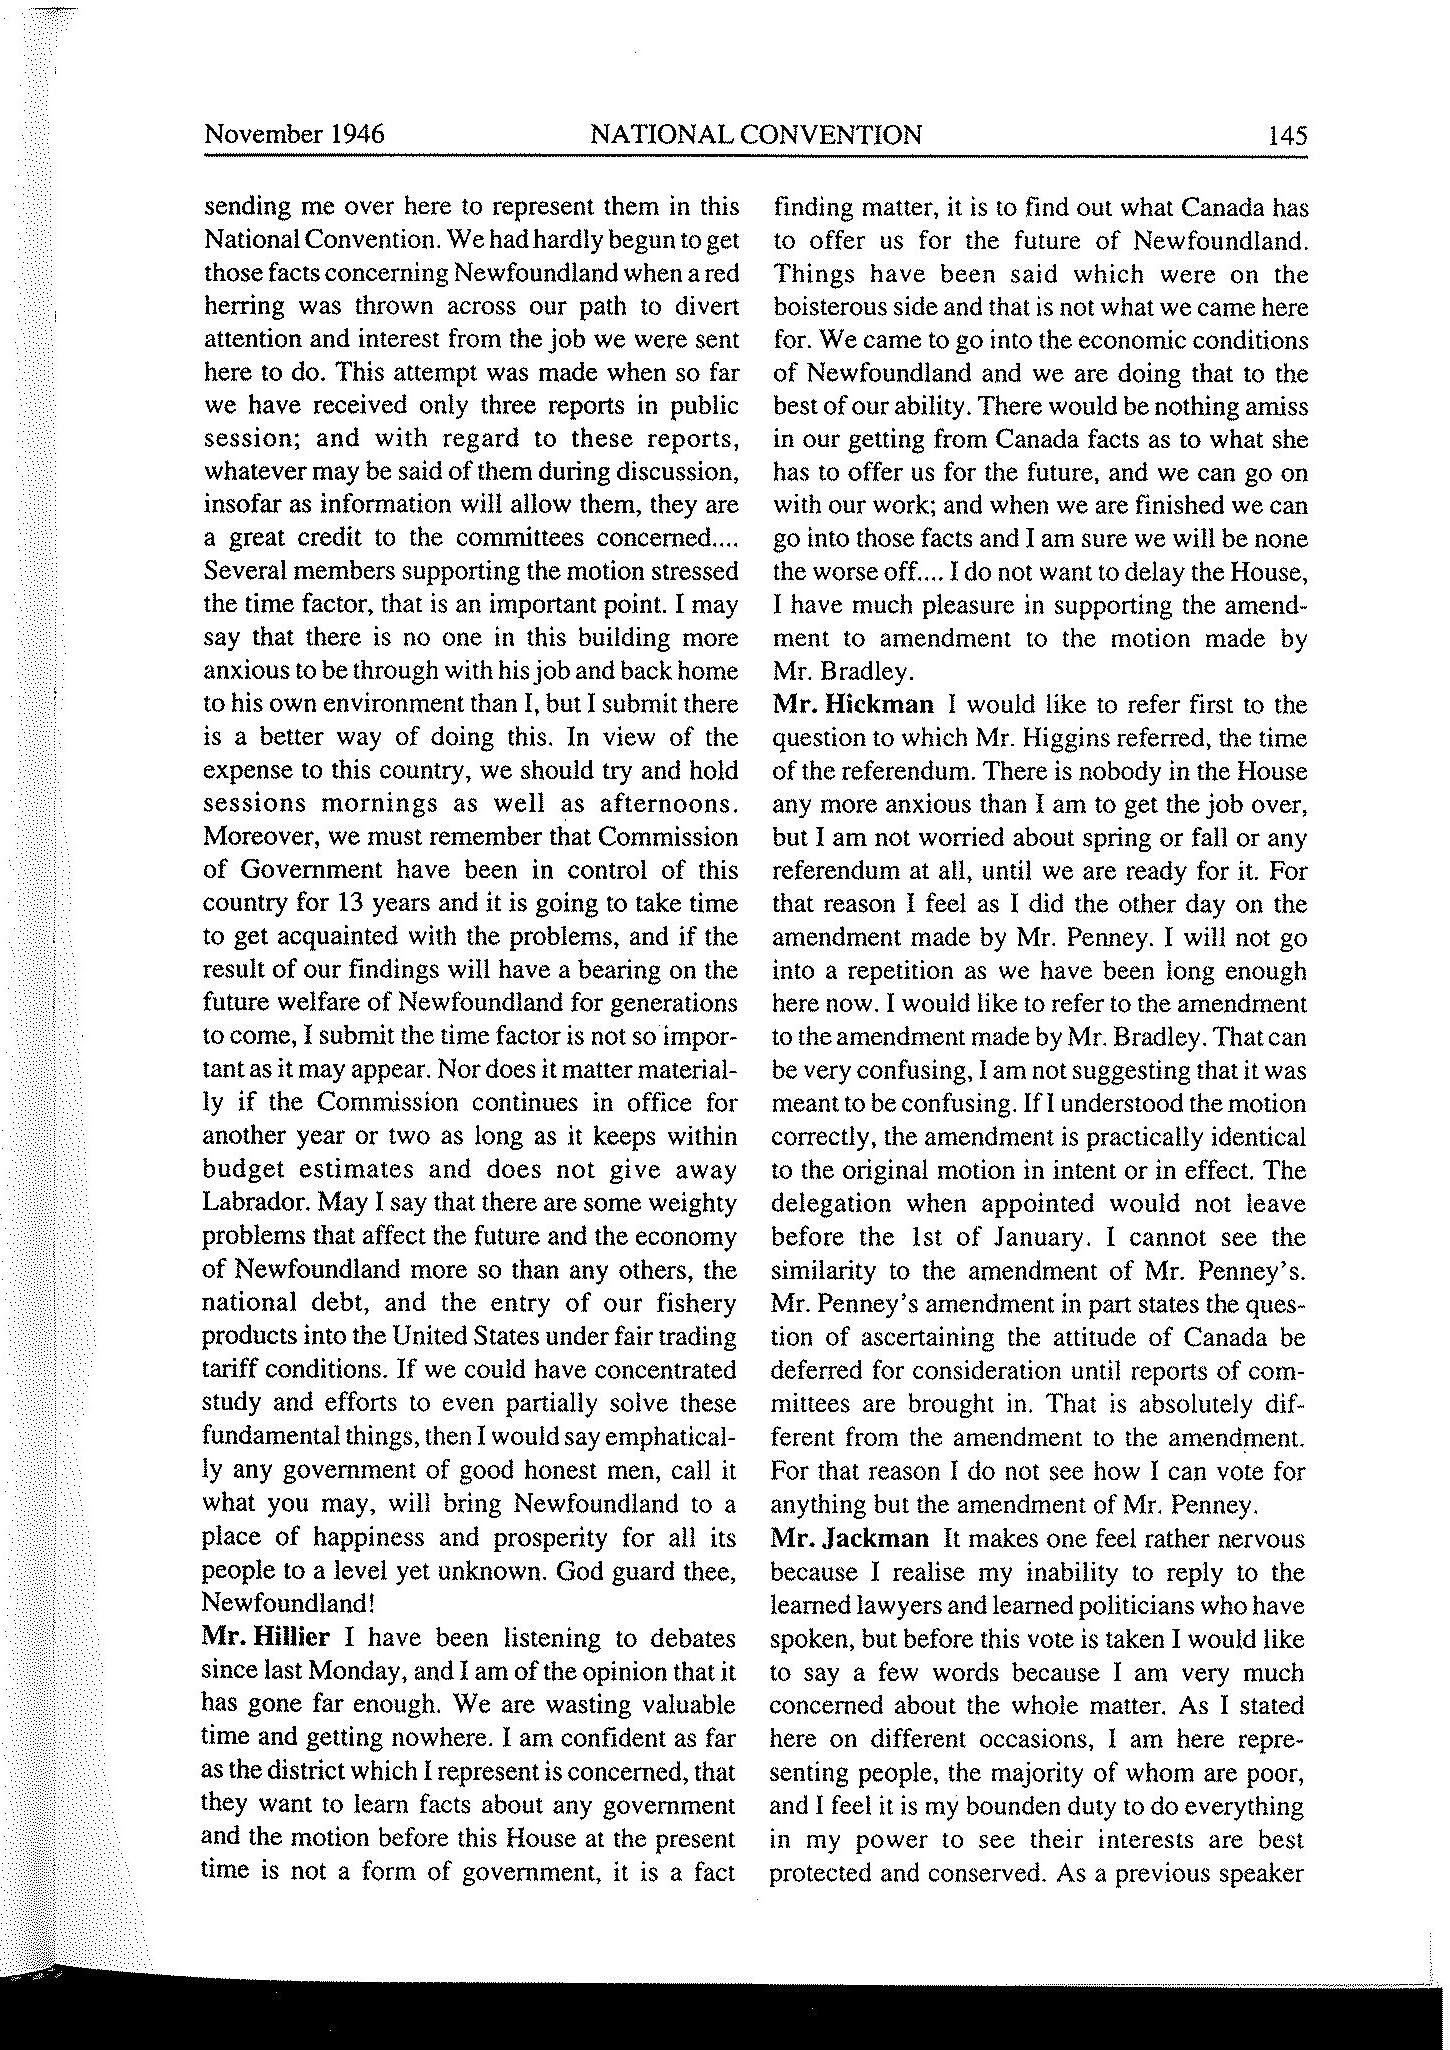 November 1946 NATIONAL CONVENTION 145
sending me over here to represent them in this
National Convention. We had hardly begun to get
those facts concerning Newfoundland when a red
herring was thrown across our path to divert
attention and interest from the job we were sent
here to do. This attempt was made when so far
we have received only three reports in public
session; and with regard to these reports,
whatever may be said of them during discussion,
insofar as information will allow them, they are
a great credit to the committees concerned....
Several members supporting the motion stressed
the time factor, that is an important point. I may
say that there is no one in this building more
anxious to be through with his job and back home
to his own environment than I, but I submit there
is a better way of doing this. In view of the
expense to this country, we should try and hold
sessions mornings as well as afternoons.
Moreover, we must remember that Commission
of Government have been in control of this
country for 13 years and it is going to take time
to get acquainted with the problems, and if the
result of our findings will have a bearing on the
future welfare of Newfoundland for generations
to come, I submit the time factor is not so impor-
tant as it may appear. Nor does it matter material-
ly if the Commission continues in office for
another year or two as long as it keeps within
budget estimates and does not give away
Labrador. May I say that there are some weighty
problems that affect the future and the economy
of Newfoundland more so than any others, the
national debt, and the entry of our fishery
products into the United States under fair trading
tariff conditions. If we could have concentrated
study and efforts to even partially solve these
fundamental things, then I would say emphatical-
ly any government of good honest men, call it
what you may, will bring Newfoundland to a
place of happiness and prosperity for all its
people to a level yet unknown. God guard thee,
Newfoundland!
Mr. Hillier I have been listening to debates
since last Monday, and I am of the opinion that it
has gone far enough. We are wasting valuable
time and getting nowhere. I am confident as far
as the district which I represent is concerned, that
they want to learn facts about any government
and the motion before this House at the present
time is not a form of government, it is a fact
finding matter, it is to find out what Canada has
to offer us for the future of Newfoundland.
Things have been said which were on the
boisterous side and that is not what we came here
for. We came to go into the economic conditions
of Newfoundland and we are doing that to the
best of our ability. There would be nothing amiss
in our getting from Canada facts as to what she
has to offer us for the future, and we can go on
with our work; and when we are finished we can
go into those facts and I am sure we will be none
the worse off.... I do not want to delay the House,
I have much pleasure in supporting the amend-
ment to amendment to the motion made by
Mr. Bradley.
Mr. Hickman I would like to refer first to the
question to which Mr. Higgins referred, the time
of the referendum. There is nobody in the House
any more anxious than I am to get the job over,
but I am not worried about spring or fall or any
referendum at all, until we are ready for it. For
that reason I feel as I did the other day on the
amendment made by Mr. Penney. I will not go
into a repetition as we have been long enough
here now. I would like to refer to the amendment
to the amendment made by Mr. Bradley. That can
be very confusing, I am not suggesting that it was
meant to be confusing. If I understood the motion
correctly, the amendment is practically identical
to the original motion in intent or in effect. The
delegation when appointed would not leave
before the 1st of January. I cannot see the
similarity to the amendment of Mr. Penney's.
Mr. Penney's amendment in part states the ques-
tion of ascertaining the attitude of Canada be
deferred for consideration until reports of com-
mittees are brought in. That is absolutely dif-
ferent from the amendment to the amendment.
For that reason I do not see how I can vote for
anything but the amendment of Mr. Penney.
Mr. Jackman It makes one feel rather nervous
because I realise my inability to reply to the
learned lawyers and learned politicians who have
spoken, but before this vote is taken I would like
to say a few words because I am very much
concerned about the whole matter. As I stated
here on different occasions, I am here repre-
senting people, the majority of whom are poor,
and I feel it is my bounden duty to do everything
in my power to see their interests are best
protected and conserved. As a previous speaker